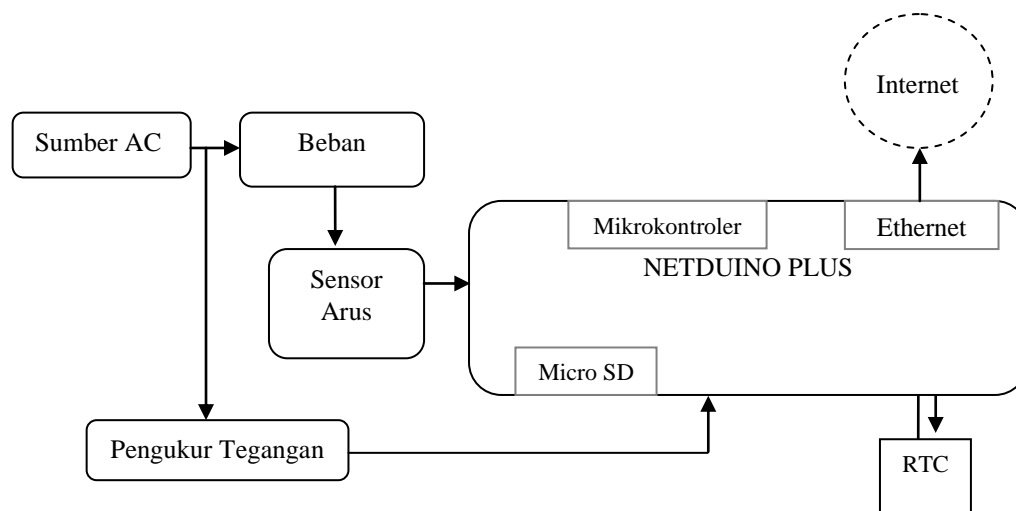 Internet
Sumber AC
Beban
Mikrokontroler
Ethernet
NETDUINO PLUS
Sensor
Arus
Micro SD
Pengukur Tegangan
RTC